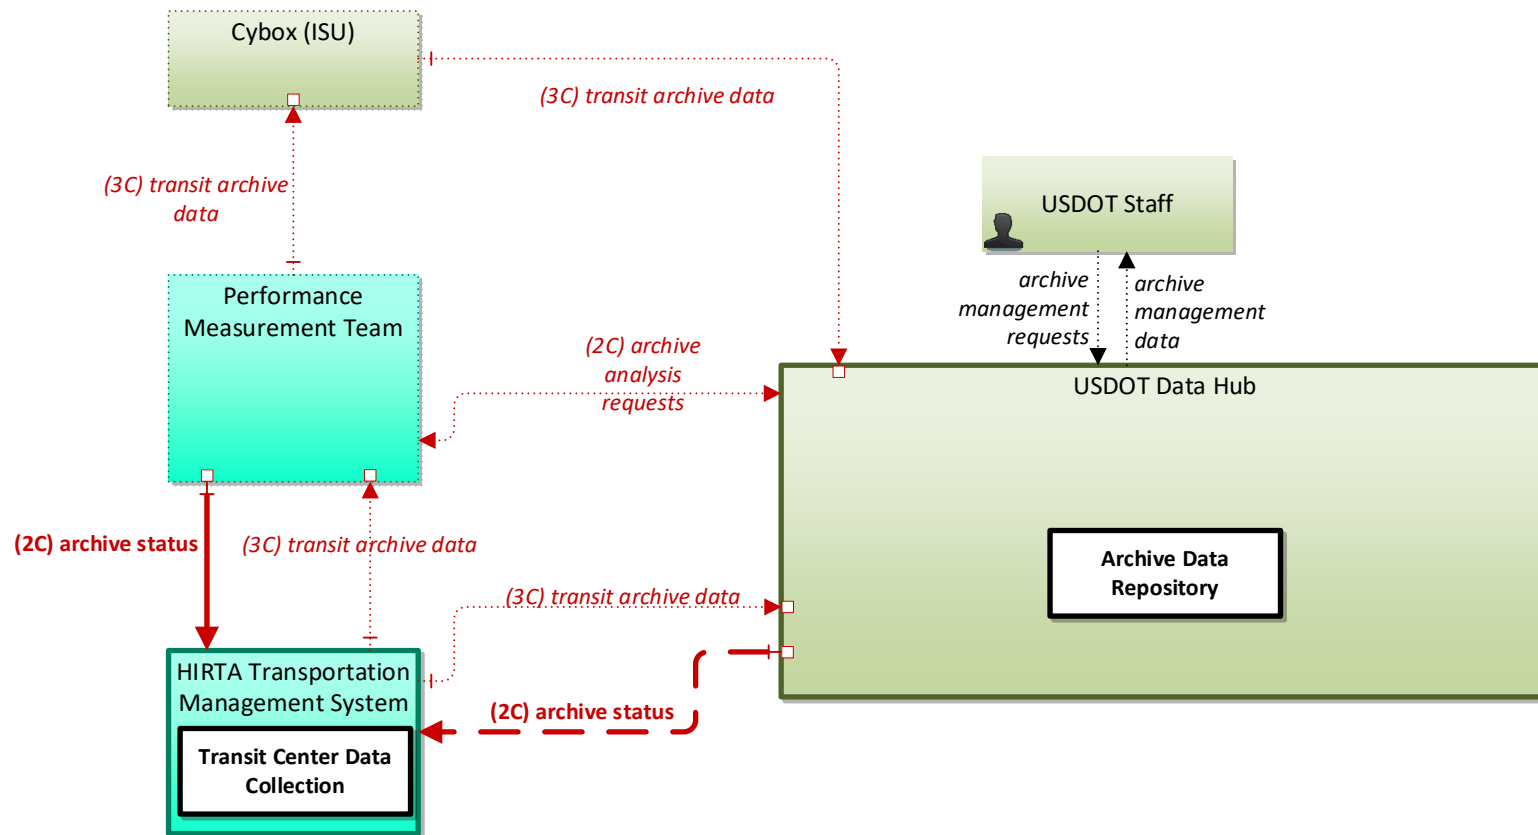 Cybox (ISU)
(3C) transit archive data
(3C) transit archive
data
USDOT Staff
archive
management
requests
archive
management
data
Performance
Measurement Team
(2C) archive
analysis
requests
USDOT Data Hub
(2C) archive status
(3C) transit archive data
Archive Data
Repository
(3C) transit archive data
HIRTA Transportation
Management System
(2C) archive status
Transit Center Data
Collection